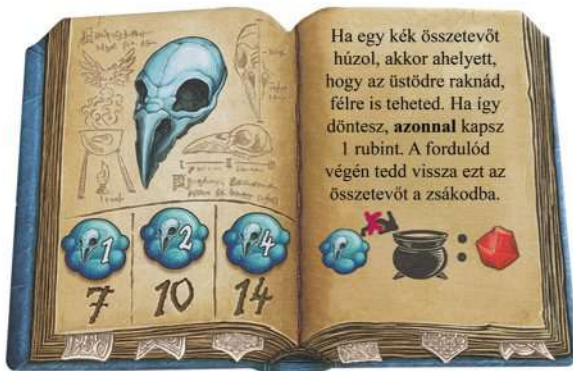 1
2
4
7
10
14
Ha egy kék összetevőt
húzol, akkor ahelyett,
hogy az üstödre raknád,
félre is teheted. Ha így
döntesz, azonnal kapsz
1 rubint. A fordulód
végén tedd vissza ezt az
összetevőt a zsákodba.
: